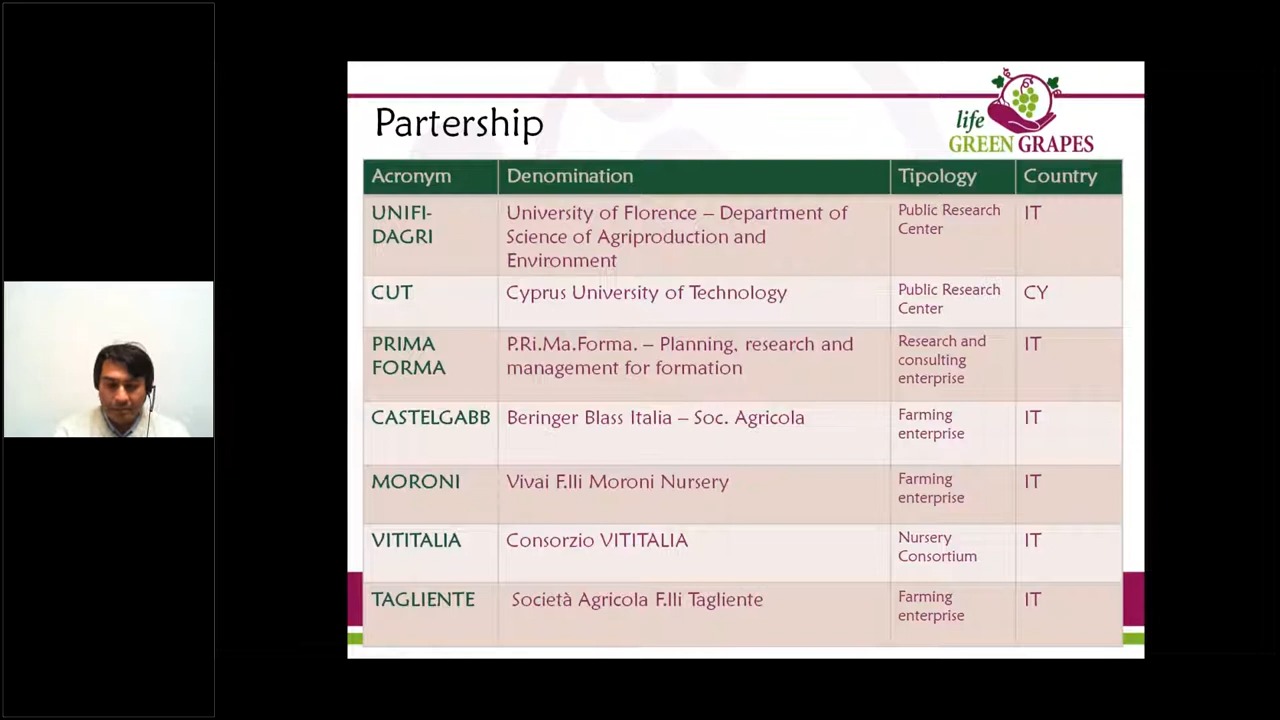 Partership
life
GREEN GRAPES
Acronym Denomination Tipology Country
UNIFI-
DAGRI
University of Florence – Department of
Science of Agriproduction and
Environment
Public Research
Center
IT
CUT
Cyprus University of Technology
Public Research
Center
CY
PRIMA
FORMA
P.Ri.Ma.Forma. – Planning, research and
management for formation
Research and
consulting
enterprise
IT
CASTELGABB
Beringer Blass Italia – Soc. Agricola
Farming
enterprise
IT
MORONI
Vivai F.lli Moroni Nursery
Farming
enterprise
IT
VITITALIA
Consorzio VITITALIA
Nursery
Consortium
IT
TAGLIENTE
Società Agricola F.lli Tagliente
Farming
enterprise
IT